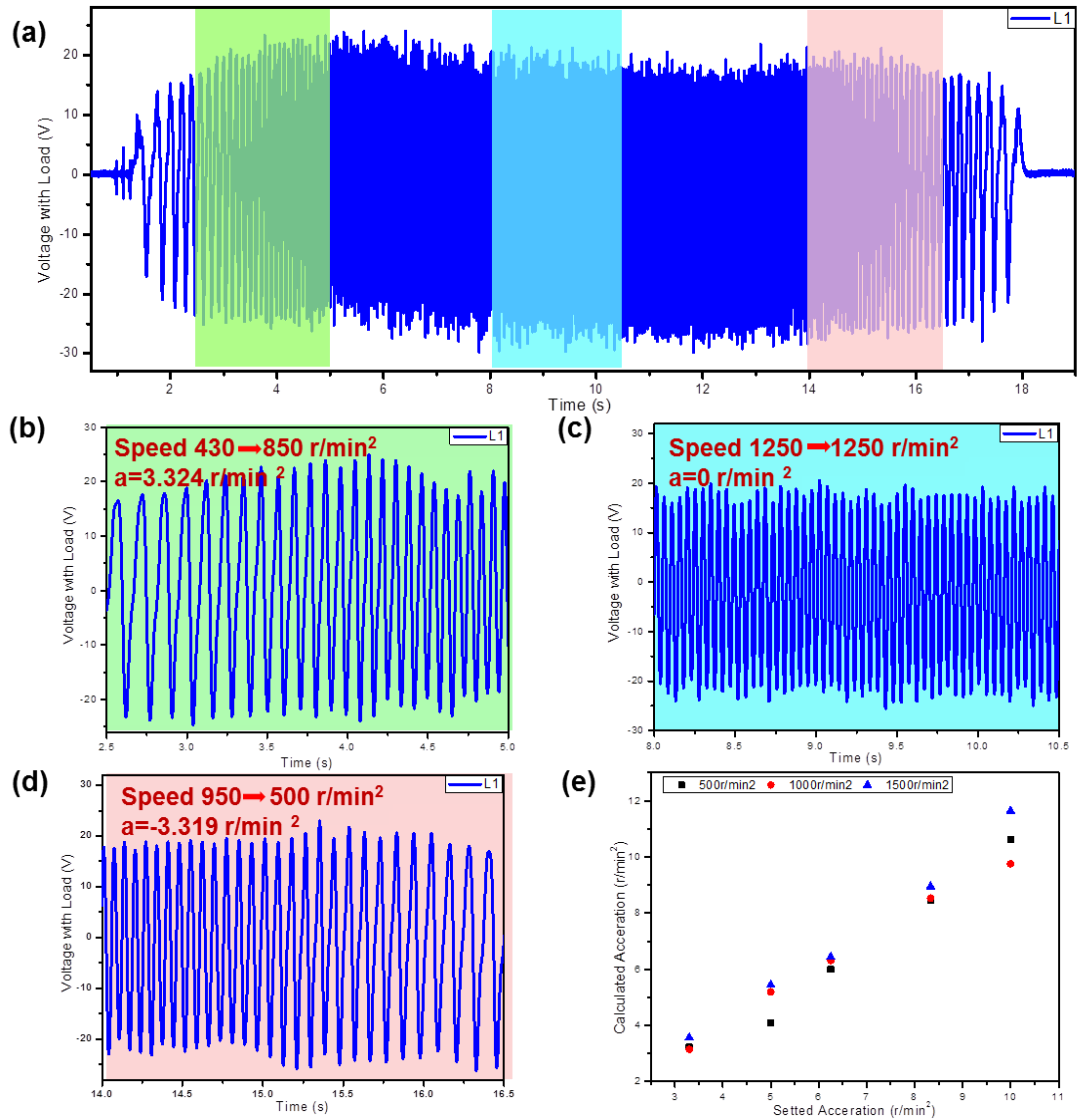 (a)
L1
20
10
0
-10
-20
-30
Voltage with Load (V)
2 4 6 8 10 12 14 16 18
Time (s)
(b)
Speed 430→850 r/min²
a=3.324 r/min ²
L1
30
20
10
0
-10
-20
Voltage with Load (V)
2.5 3.0 3.5 4.0 4.5 5.0
Time (s)
(c)
Speed 1250→1250 r/min²
a=0 r/min ²
L1
30
20
10
0
-10
-20
-30
Voltage with Load (V)
8.0 8.5 9.0 9.5 10.0 10.5
Time (s)
(d)
Speed 950→500 r/min²
a=-3.319 r/min ²
L1
30
20
10
0
-10
-20
Voltage with Load (V)
14.0 14.5 15.0 15.5 16.0 16.5
Time (s)
(e)
500r/min2 1000r/min2 1500r/min2
12
10
8
6
4
2
Calculated Acceration (r/min²)
3 4 5 6 7 8 9 10 11
Setted Acceration (r/min²)